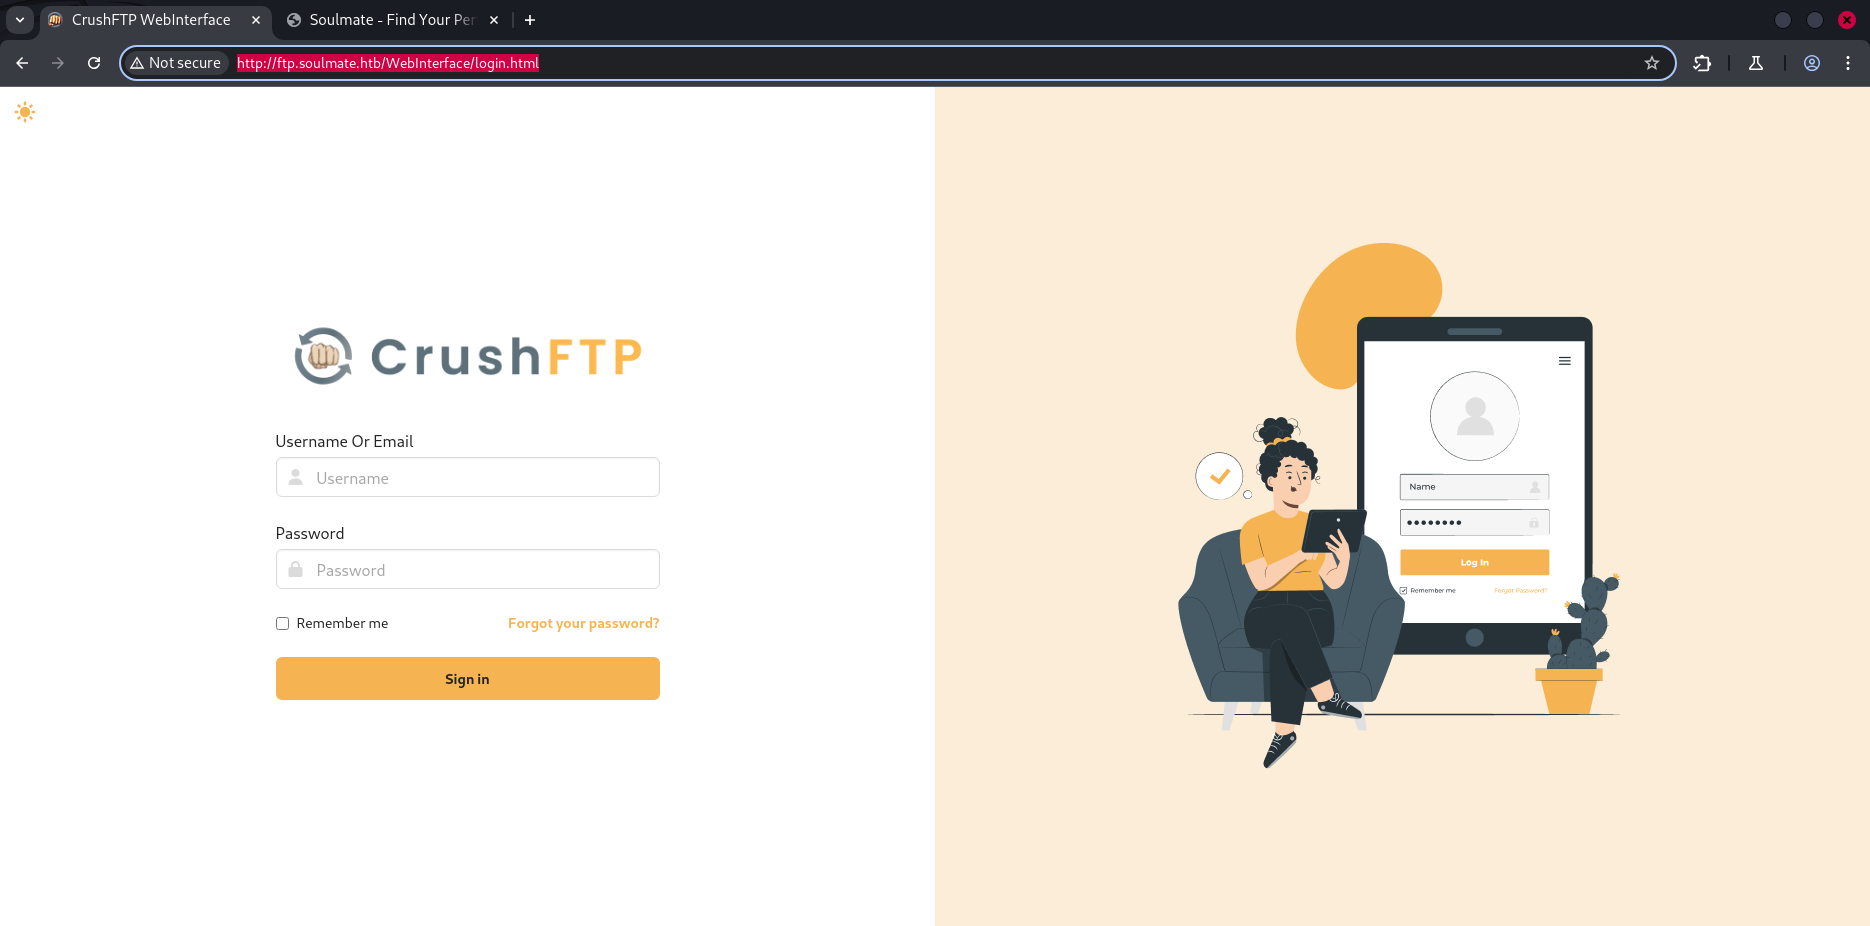 CrushFTP WebInterface
Soulmate - Find Your Per
Not secure
http://ftp.soulmate.htb/WebInterface/login.html
CrushFTP
Username Or Email
Username
Password
Password
Remember me
Forgot your password?
Sign in
Name
Log In
Remember me
Forgot Password?